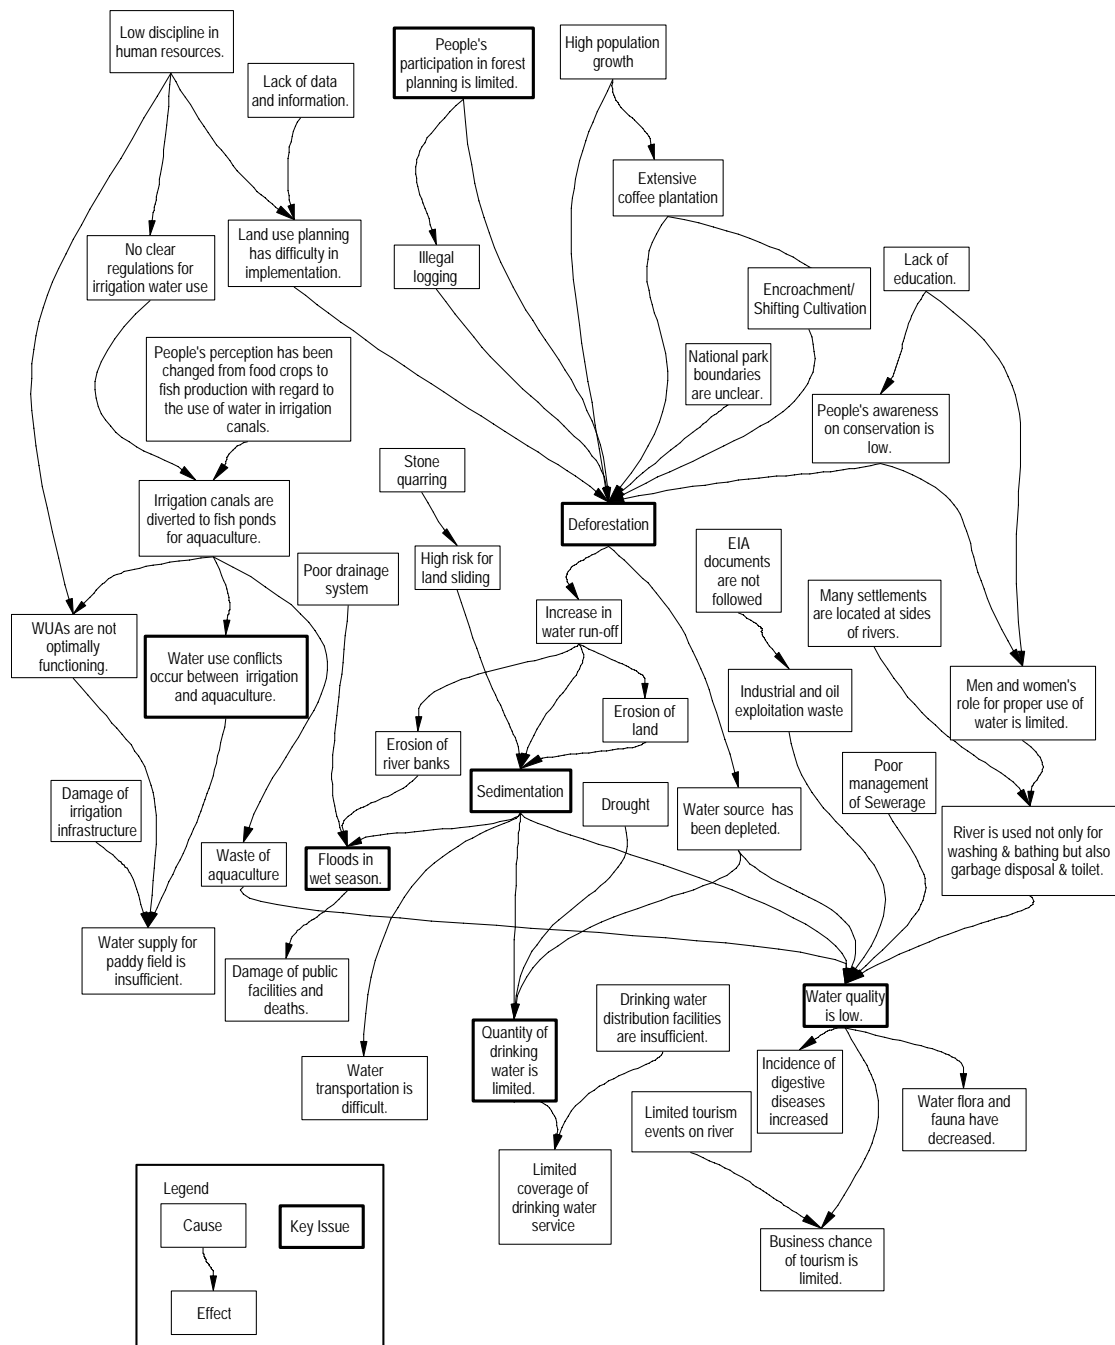 Low discipline in
human resources.
People's
participation in forest
planning is limited.
High population
growth
Lack of data
and information.
Extensive
coffee plantation
No clear
regulations for
irrigation water use
Land use planning
has difficulty in
implementation.
Illegal
logging
Encroachment/
Shifting Cultivation
Lack of
education.
People's perception has been
changed from food crops to
fish production with regard to
the use of water in irrigation
canals.
National park
boundaries
are unclear.
People's awareness
on conservation is
low.
Stone
quarring
Irrigation canals are
diverted to fish ponds
for aquaculture.
Deforestation
EIA
documents
are not
followed
High risk for
land sliding
Poor drainage
system
Many settlements
are located at sides
of rivers.
Increase in
water run-off
WUAs are not
optimally
functioning.
Water use conflicts
occur between irrigation
and aquaculture.
Industrial and oil
exploitation waste
Men and women's
role for proper use of
water is limited.
Erosion of
land
Erosion of
river banks
Poor
management
of Sewerage
Sedimentation
Drought
Water source has
been depleted.
Damage of
irrigation
infrastructure
River is used not only for
washing & bathing but also
garbage disposal & toilet.
Waste of
aquaculture
Floods in
wet season.
Water supply for
paddy field is
insufficient.
Damage of public
facilities and
deaths.
Water quality
is low.
Drinking water
distribution facilities
are insufficient.
Quantity of
drinking
water is
limited.
Water
transportation is
difficult.
Incidence of
digestive
diseases
increased
Limited tourism
events on river
Water flora and
fauna have
decreased.
Limited
coverage of
drinking water
service
Business chance
of tourism is
limited.
Legend
Cause
Key Issue
Effect